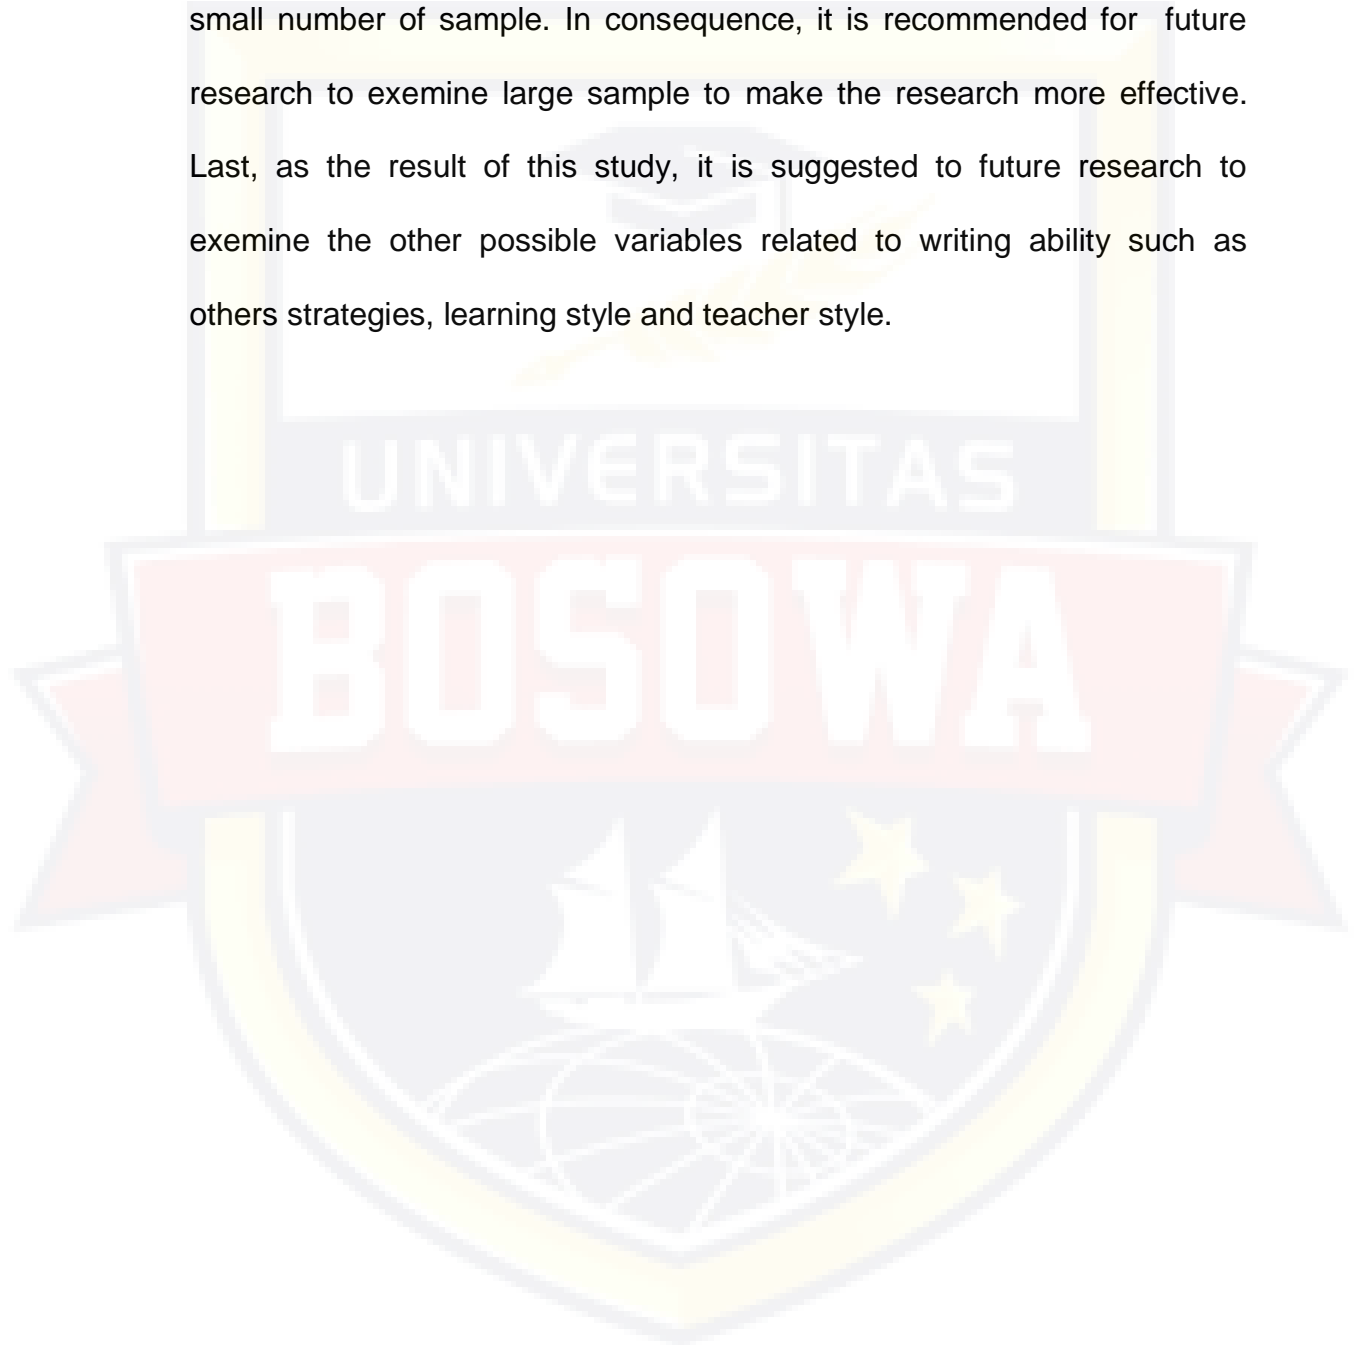 small number of sample. In consequence, it is recommended for future
research to exemine large sample to make the research more effective.
Last, as the result of this study, it is suggested to future research to
exemine the other possible variables related to writing ability such as
others strategies, learning style and teacher style.
UNIVERSITAS
BOSOWA